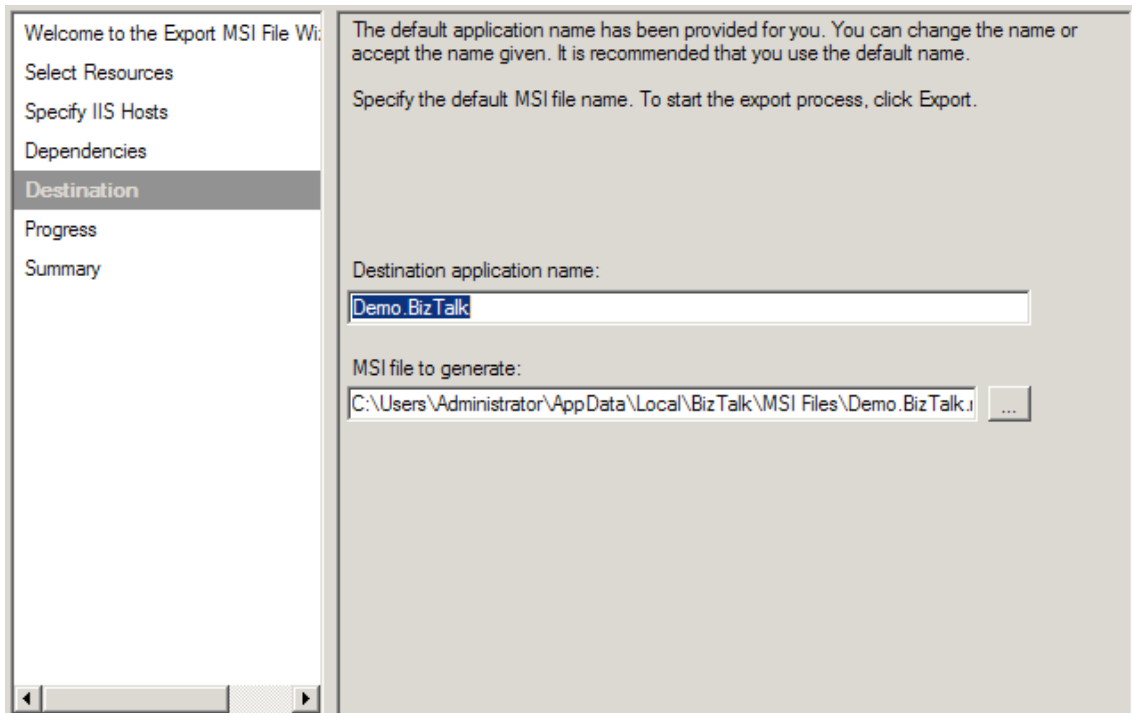 Welcome to the Export MSI File Wi
Select Resources
Specify IIS Hosts
Dependencies
Destination
Progress
Summary
The default application name has been provided for you. You can change the name or
accept the name given. It is recommended that you use the default name.
Specify the default MSI file name. To start the export process, click Export.
Destination application name:
Demo.BizTalk
MSI file to generate:
C:\Users\Administrator\AppData\Local\BizTalk\MSI Files\Demo.BizTalk.
...